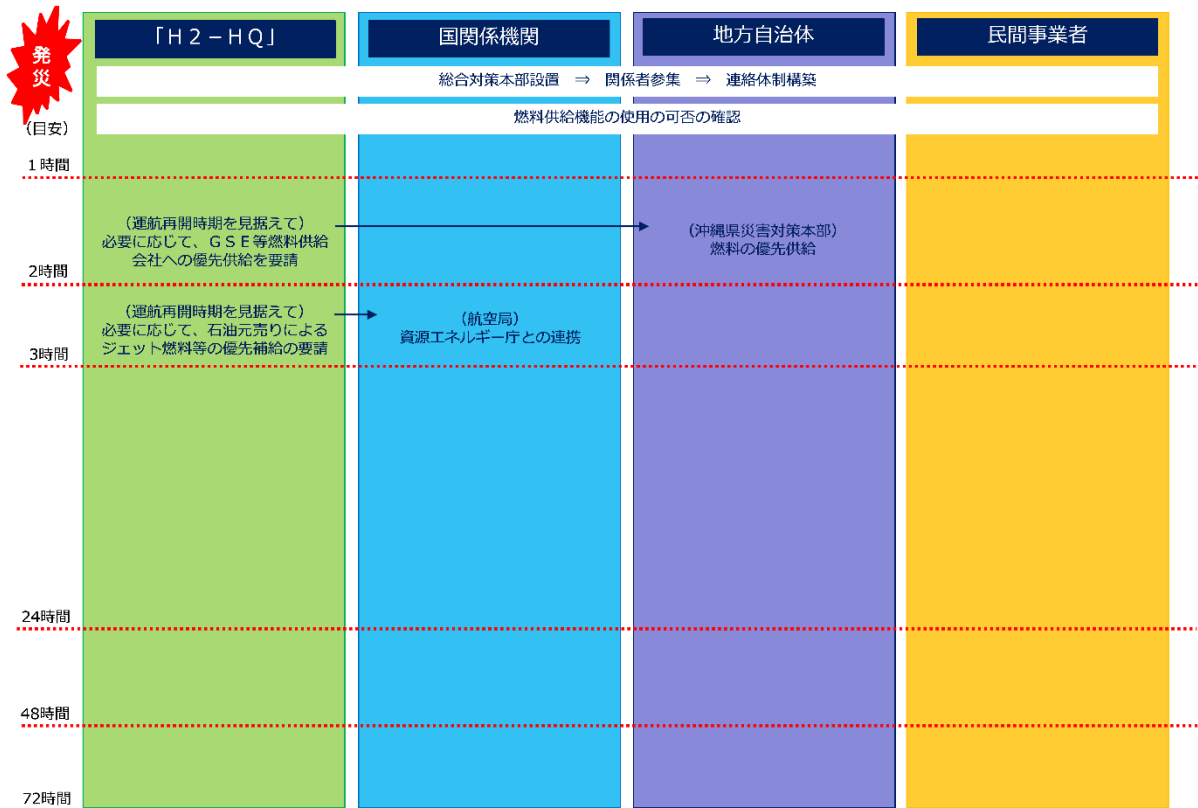 発
災
「Ｈ２－ＨＱ」
国関係機関
地方自治体
民間事業者
総合対策本部設置　⇒　関係者参集　⇒　連絡体制構築
燃料供給機能の使用の可否の確認
（目安）
１時間
（運航再開時期を見据えて）
必要に応じて、ＧＳＥ等燃料供給
会社への優先供給を要請
（沖縄県災害対策本部）
燃料の優先供給
2時間
（運航再開時期を見据えて）
必要に応じて、石油元売りによる
ジェット燃料等の優先補給の要請
（航空局）
資源エネルギー庁との連携
3時間
24時間
48時間
72時間